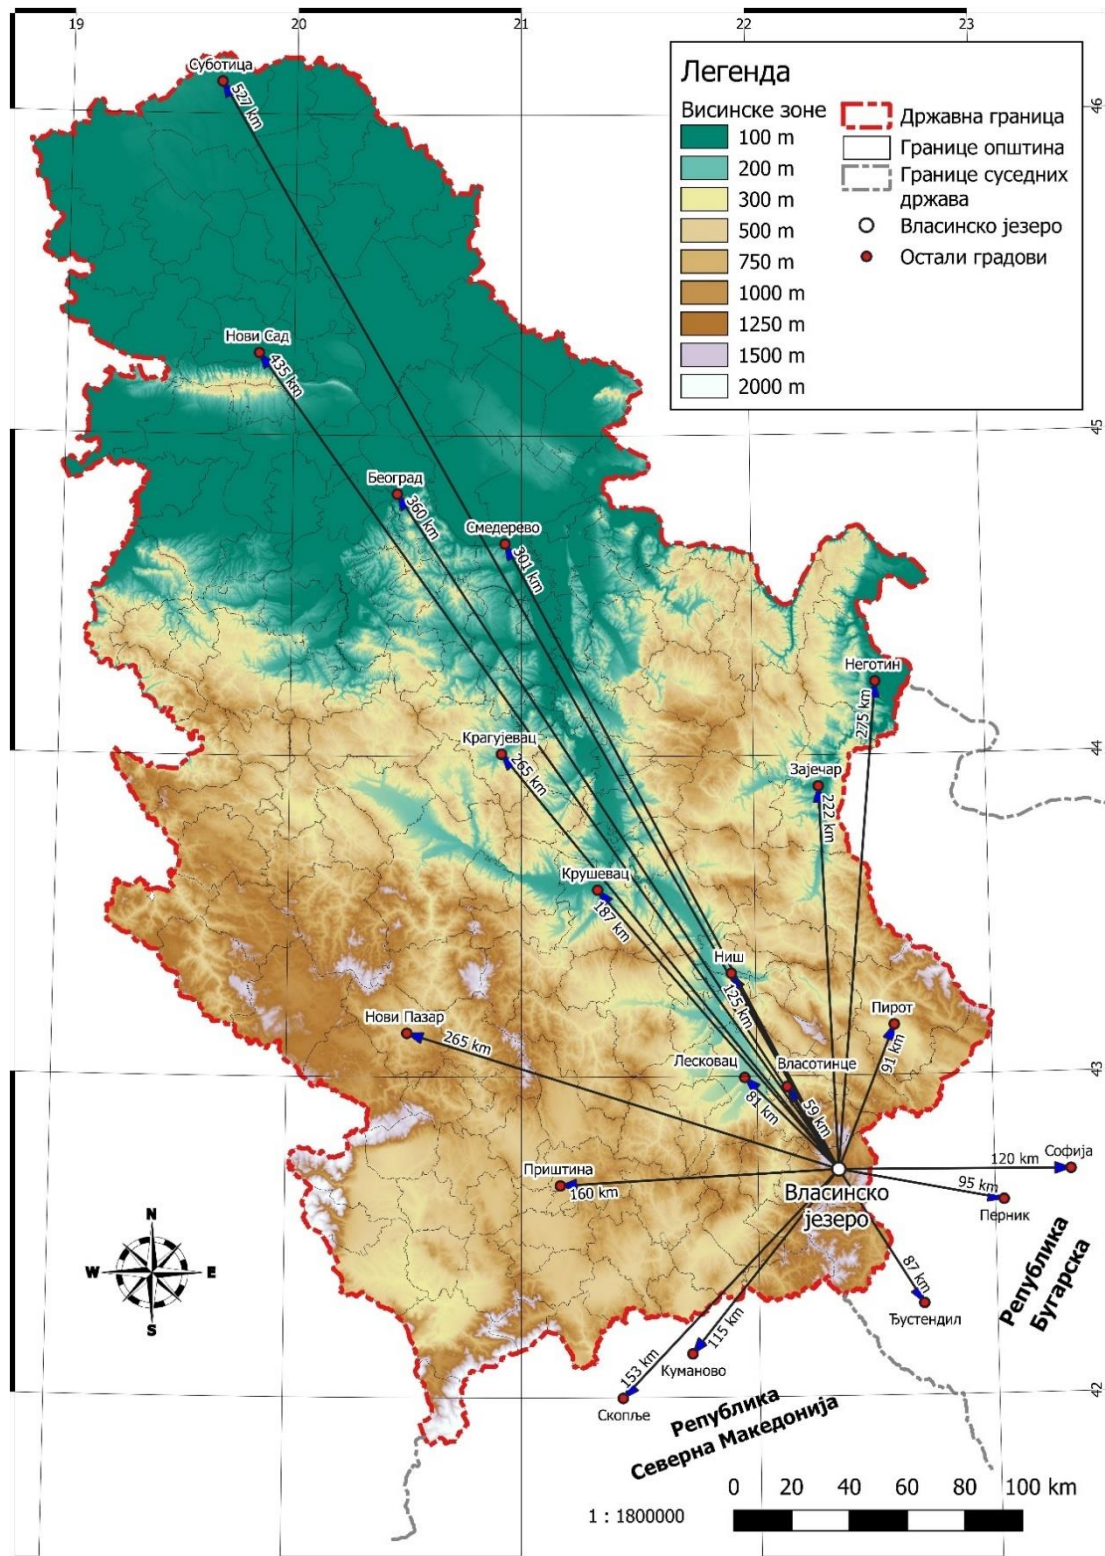 19 20 21 22 23
Легенда
Висинске зоне
100 m
200 m
300 m
500 m
750 m
1000 m
1250 m
1500 m
2000 m
Државна граница
Границе општина
Границе суседних
држава
Власинско језеро
Остали градови
46
45
44
43
42
Суботица
527 km
Нови Сад
435 km
Београд
360 km
Смедерево
301 km
Неготин
275 km
Крагујевац
265 km
Зајечар
222 km
Крушевац
187 km
Ниш
125 km
Пирот
91 km
Нови Пазар
265 km
Лесковац
81 km
Власотинце
59 km
Софија
120 km
Приштина
160 km
Власинско
језеро
95 km
Перник
87 km
Ђустендил
Република
Бугарска
115 km
Куманово
153 km
Скопље
Република
Северна Македонија
N
W E
S
0 20 40 60 80 100 km
1 : 1800000